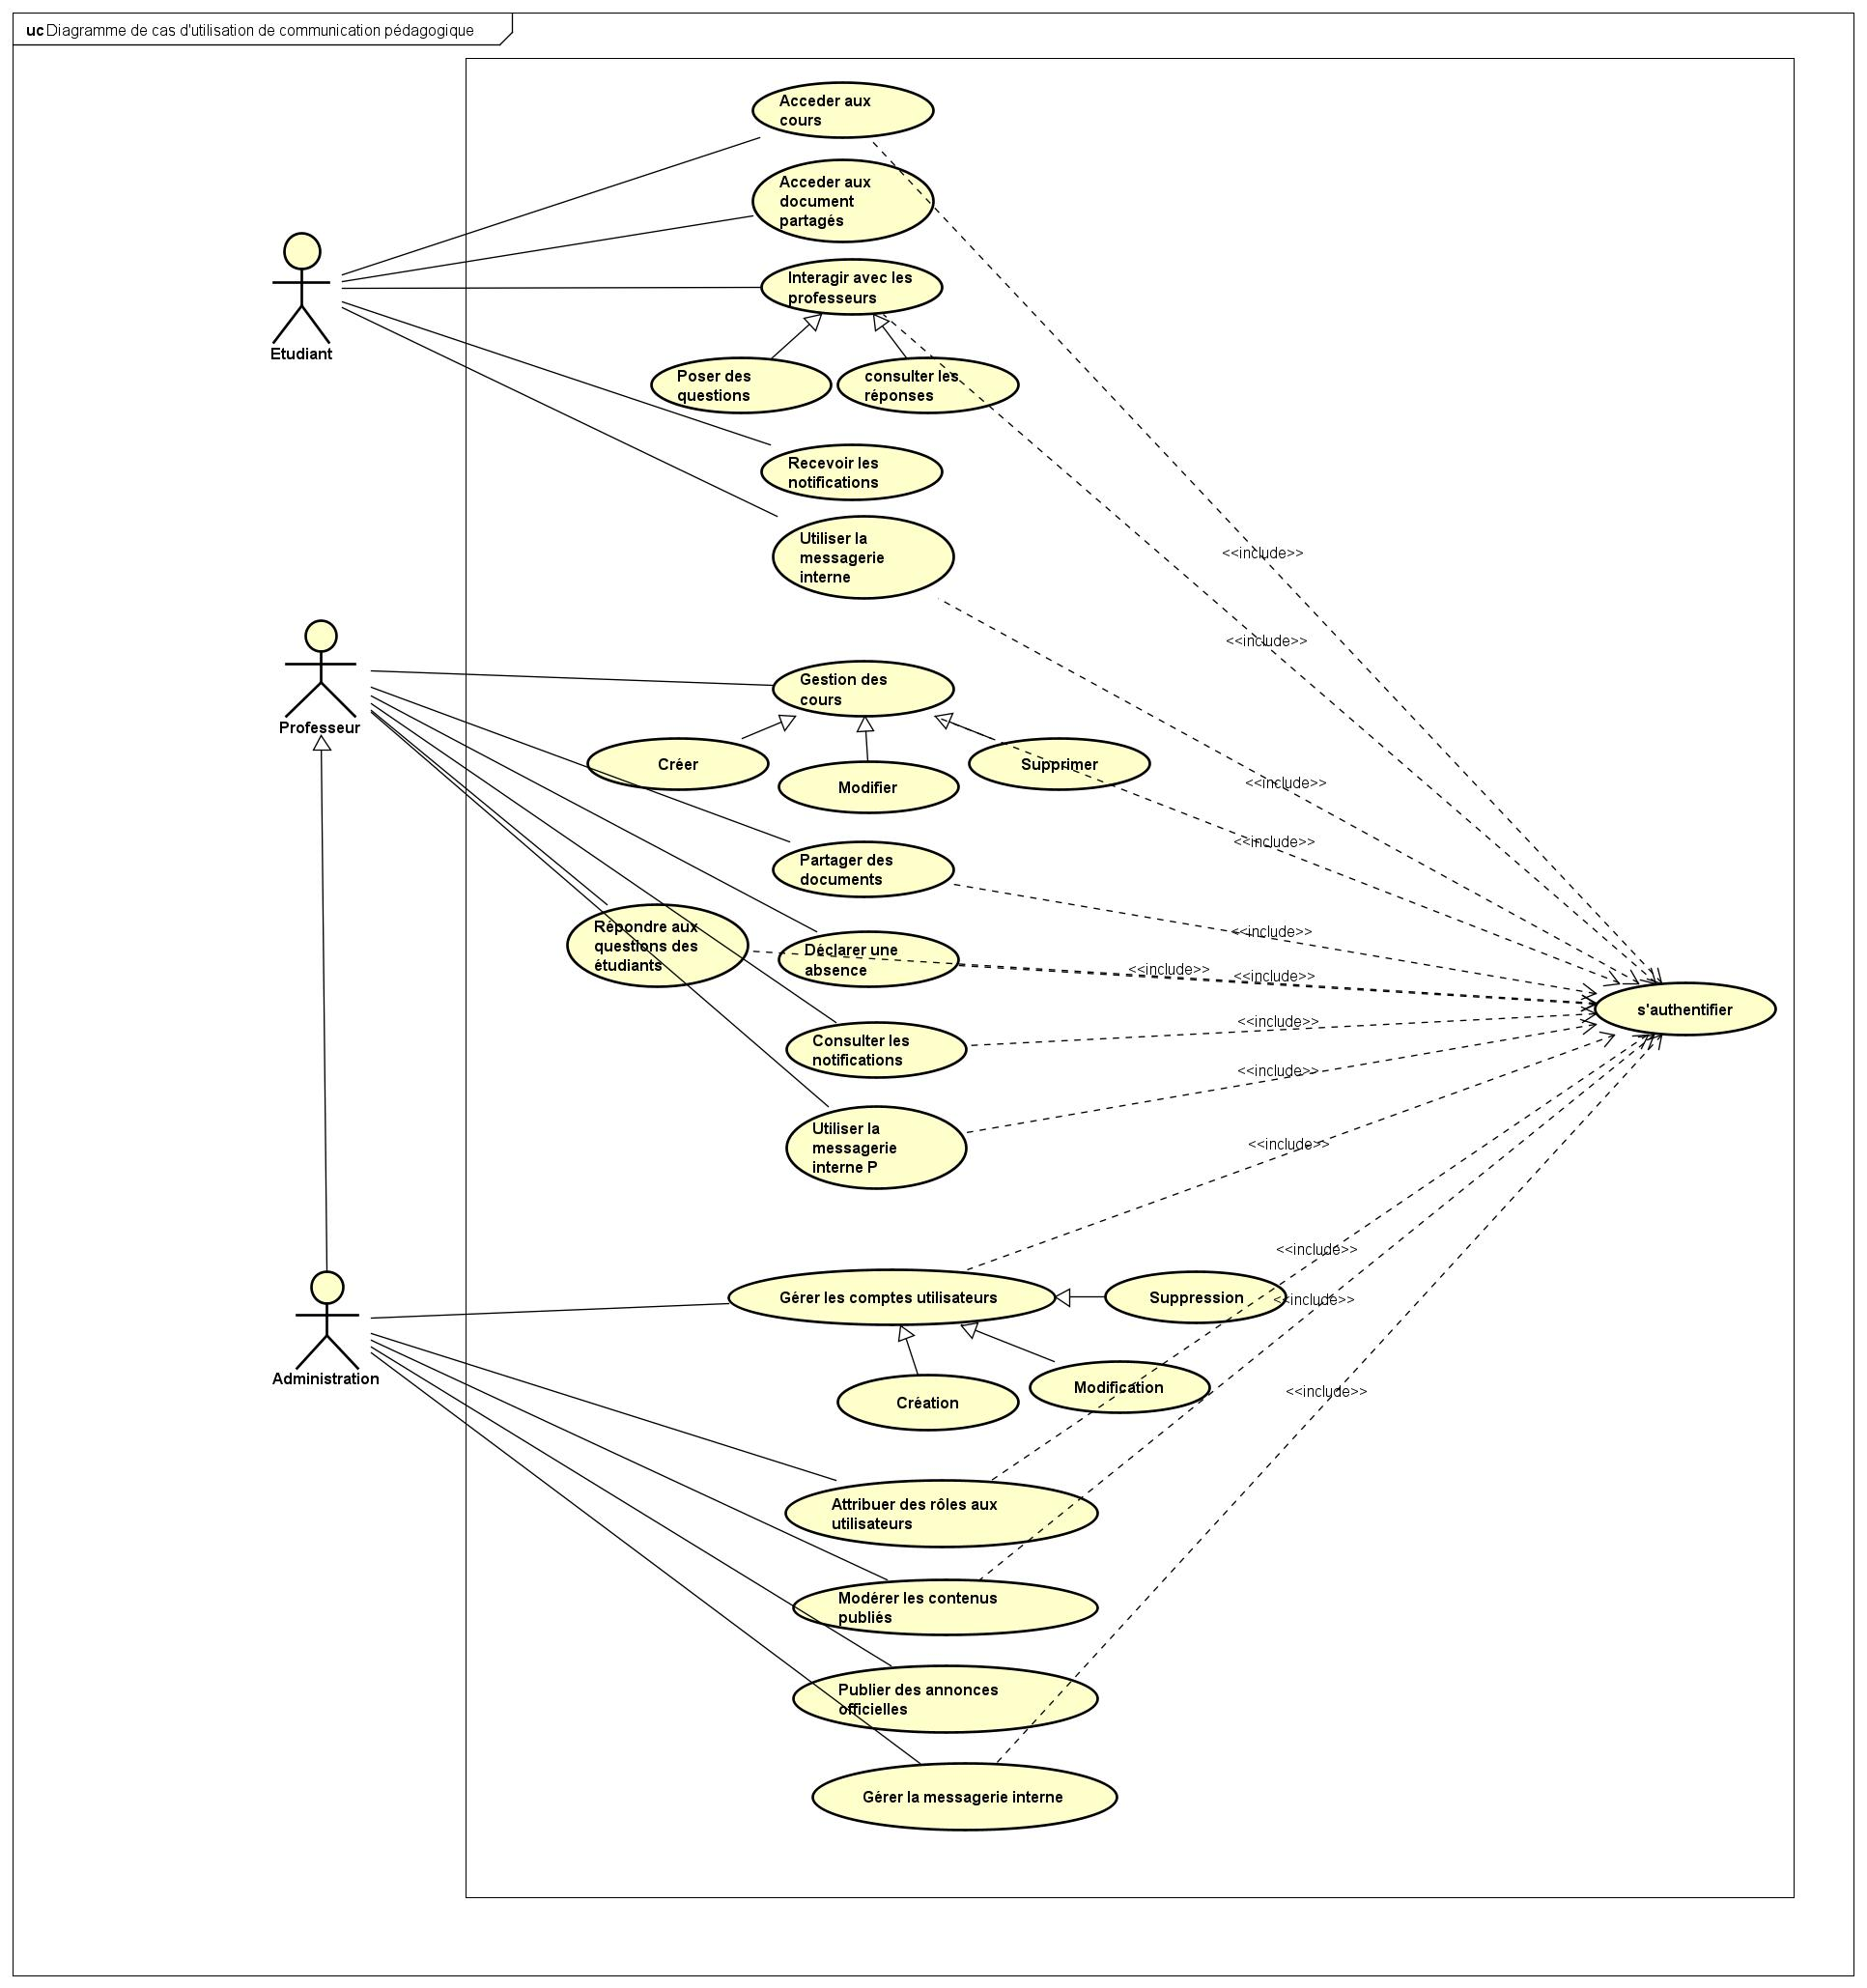 uc Diagramme de cas d'utilisation de communication pédagogique
Acceder aux
cours
Acceder aux
document
partagés
Interagir avec les
professeurs
Etudiant
Poser des
questions
consulter les
réponses
Recevoir les
notifications
Utiliser la
messagerie
interne
<<include>>
<<include>>
Professeur
Gestion des
cours
Créer
Modifier
Supprimer
<<include>>
<<include>>
Partager des
documents
<<include>>
Répondre aux
questions des
étudiants
Déclarer une
absence
<<include>>
<<include>>
s'authentifier
Consulter les
notifications
<<include>>
<<include>>
Utiliser la
messagerie
interne P
<<include>>
<<include>>
<<include>>
Gérer les comptes utilisateurs
Suppression
Administration
Création
Modification
<<include>>
Attribuer des rôles aux
utilisateurs
Modérer les contenus
publiés
Publier des annonces
officielles
Gérer la messagerie interne